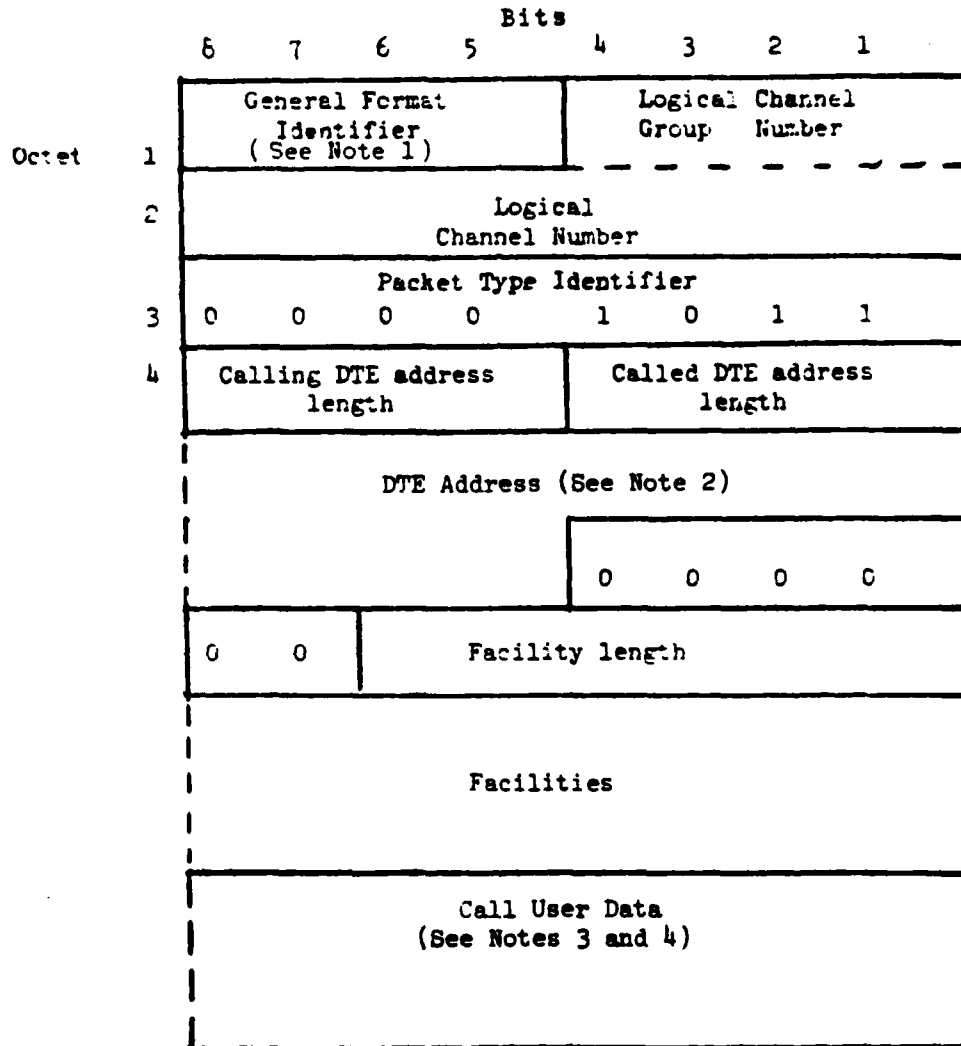 Bits
8 7 6 5 4 3 2 1
General Format Logical Channel
Identifier Group Number
Octet 1 (See Note 1)
2 Logical
Channel Number
Packet Type Identifier
3 0 0 0 0 1 0 1 1
4 Calling DTE address Called DTE address
length length
DTE Address (See Note 2)
0 0 0 0
0 0 Facility length
Facilities
Call User Data
(See Notes 3 and 4)